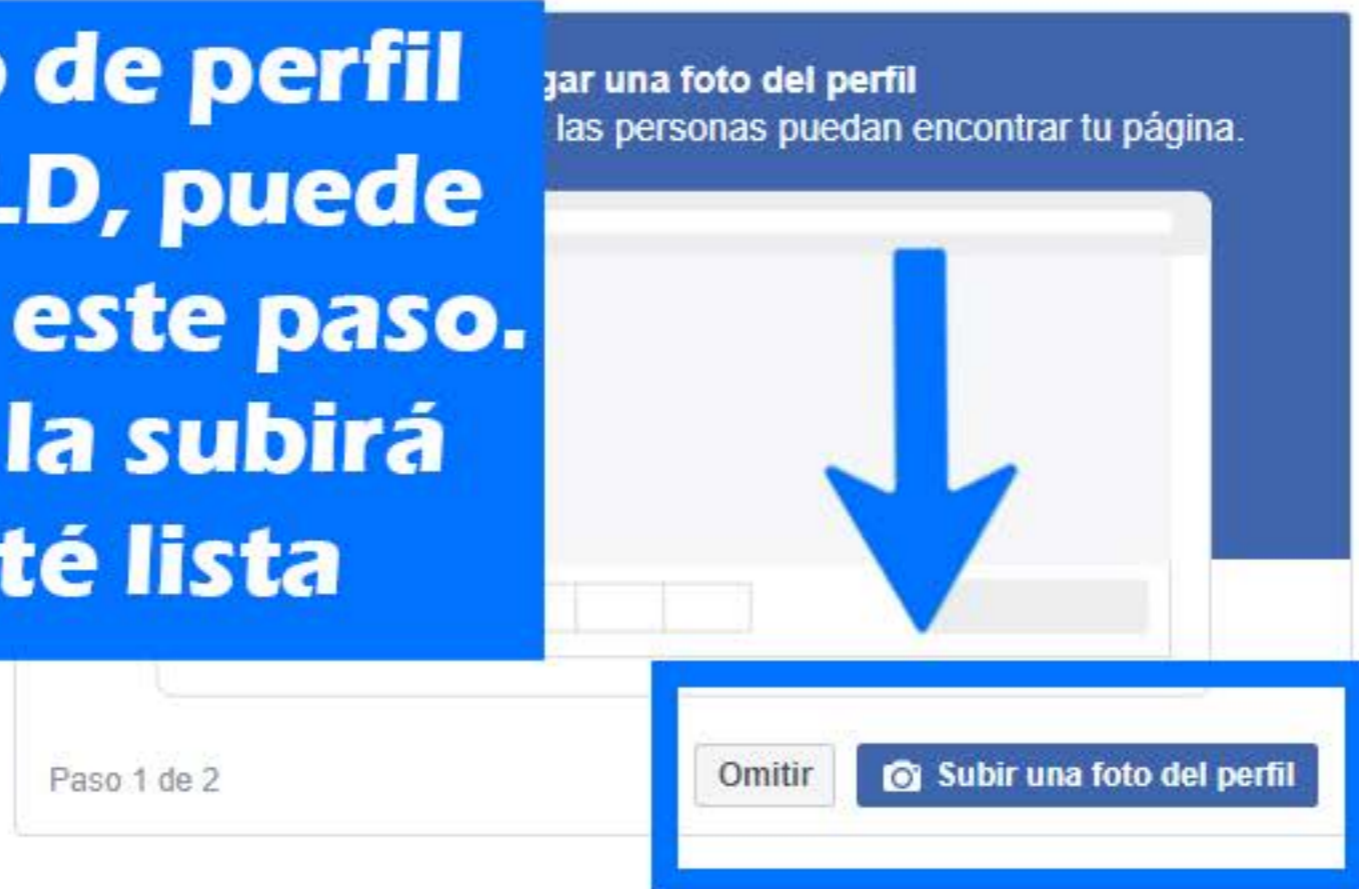 de perfil
LD, puede
este paso.
la subirá
té lista
gar una foto del perfil
las personas puedan encontrar tu página.
Paso 1 de 2
Omitir
Subir una foto del perfil